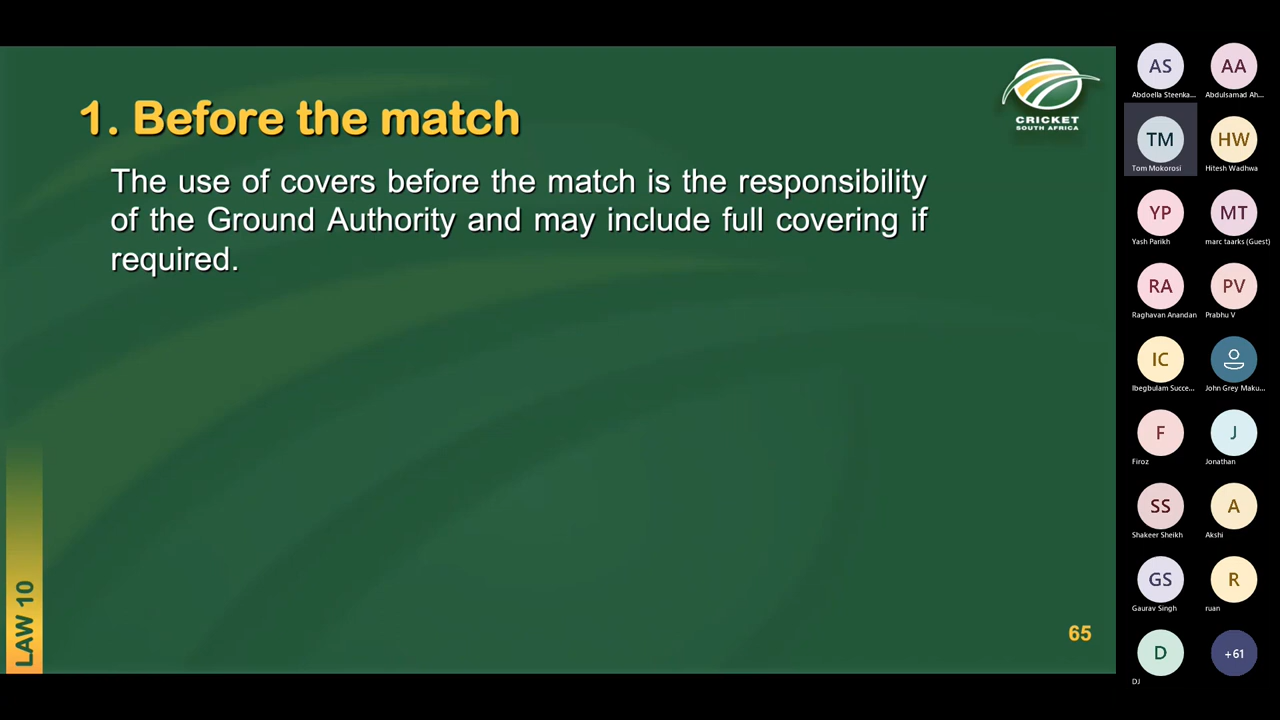 1. Before the match
The use of covers before the match is the responsibility
of the Ground Authority and may include full covering if
required.
CRICKET
SOUTH AFRICA
LAW 10
65
AS
Abdoella Steenka...
AA
Abdulsamad Ah...
TM
Tom Mokorosi
HW
Hitesh Wadhwa
YP
Yash Parikh
MT
marc taarks (Guest)
RA
Raghavan Anandan
PV
Prabhu V
IC
Ibegbulam Succe...
John Grey Maku...
F
Firoz
J
Jonathan
SS
Shakeer Sheikh
A
Akshi
GS
Gaurav Singh
R
ruan
D
DJ
+61